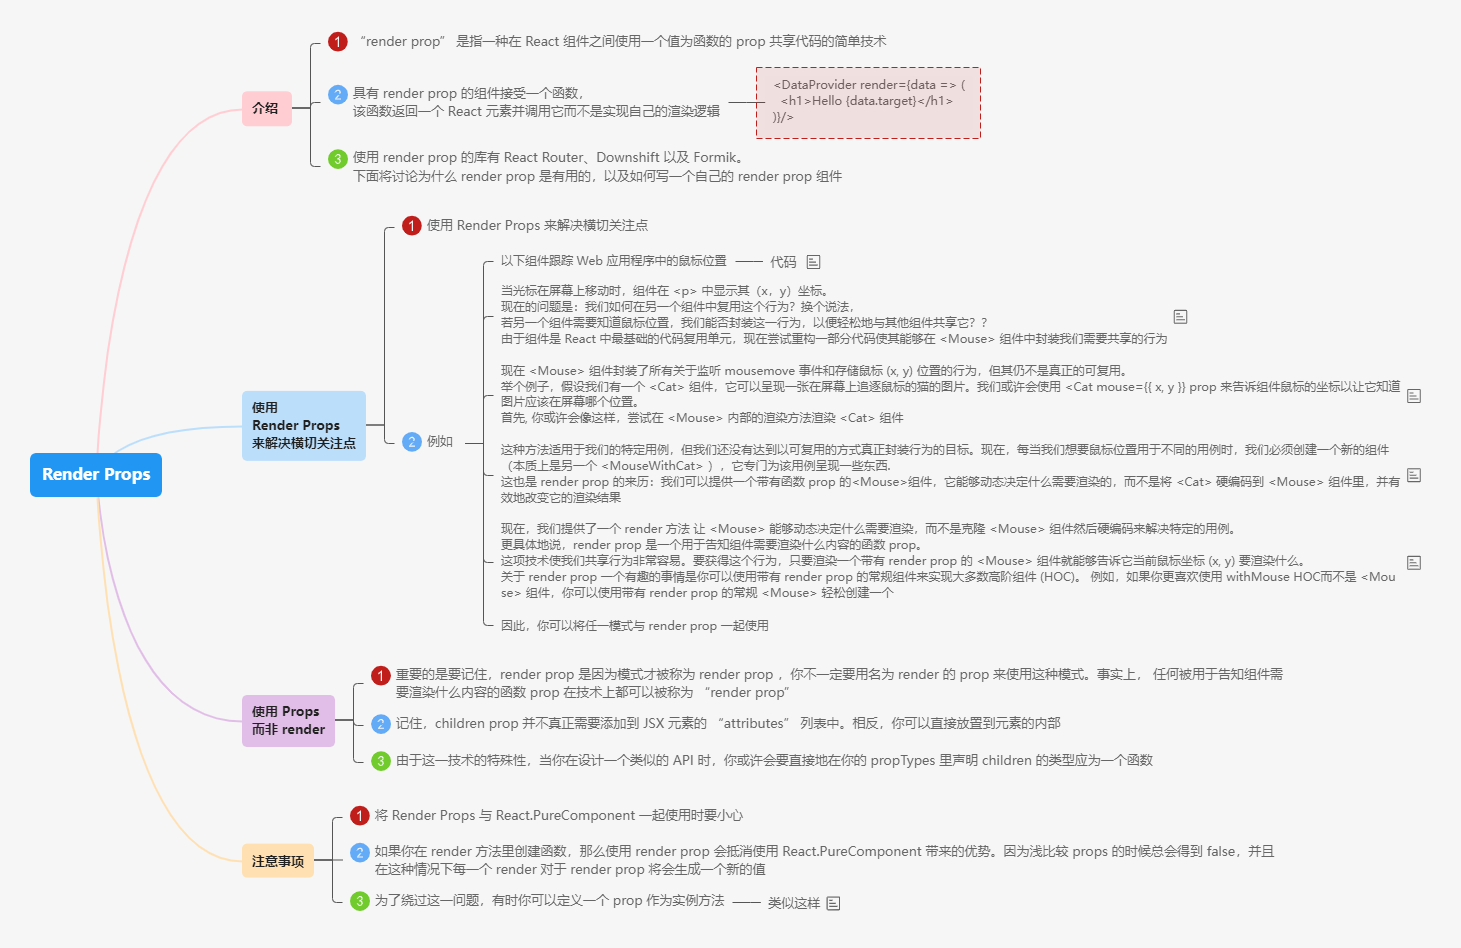 Render Props
介绍
1 “render prop” 是指一种在 React 组件之间使用一个值为函数的 prop 共享代码的简单技术
2 具有 render prop 的组件接受一个函数，
该函数返回一个 React 元素并调用它而不是实现自己的渲染逻辑
<DataProvider render={data => (
<h1>Hello {data.target}</h1>
)}/>
3 使用 render prop 的库有 React Router、Downshift 以及 Formik。
下面将讨论为什么 render prop 是有用的，以及如何写一个自己的 render prop 组件
使用
Render Props
来解决横切关注点
1 使用 Render Props 来解决横切关注点
2 例如
以下组件跟踪 Web 应用程序中的鼠标位置
代码
当光标在屏幕上移动时，组件在 <p> 中显示其（x，y）坐标。
现在的问题是：我们如何在另一个组件中复用这个行为？换个说法，
若另一个组件需要知道鼠标位置，我们能否封装这一行为，以便轻松地与其他组件共享它？？
由于组件是 React 中最基础的代码复用单元，现在尝试重构一部分代码使其能够在 <Mouse> 组件中封装我们需要共享的行为
现在 <Mouse> 组件封装了所有关于监听 mousemove 事件和存储鼠标 (x, y) 位置的行为，但其仍不是真正的可复用。
举个例子，假设我们有一个 <Cat> 组件，它可以呈现一张在屏幕上追逐鼠标的猫的图片。我们或许会使用 <Cat mouse={{ x, y }} prop 来告诉组件鼠标的坐标以让它知道
图片应该在屏幕哪个位置。
首先, 你或许会像这样，尝试在 <Mouse> 内部的渲染方法渲染 <Cat> 组件
这种方法适用于我们的特定用例，但我们还没有达到以可复用的方式真正封装行为的目标。现在，每当我们想要鼠标位置用于不同的用例时，我们必须创建一个新的组件
（本质上是另一个 <MouseWithCat> ），它专门为该用例呈现一些东西.
这也是 render prop 的来历：我们可以提供一个带有函数 prop 的<Mouse>组件，它能够动态决定什么需要渲染的，而不是将 <Cat> 硬编码到 <Mouse> 组件里，并有
效地改变它的渲染结果
现在，我们提供了一个 render 方法 让 <Mouse> 能够动态决定什么需要渲染，而不是克隆 <Mouse> 组件然后硬编码来解决特定的用例。
更具体地说，render prop 是一个用于告知组件需要渲染什么内容的函数 prop。
这项技术使我们共享行为非常容易。要获得这个行为，只要渲染一个带有 render prop 的 <Mouse> 组件就能够告诉它当前鼠标坐标 (x, y) 要渲染什么。
关于 render prop 一个有趣的事情是你可以使用带有 render prop 的常规组件来实现大多数高阶组件 (HOC)。 例如，如果你更喜欢使用 withMouse HOC而不是 <Mou
se> 组件，你可以使用带有 render prop 的常规 <Mouse> 轻松创建一个
因此，你可以将任一模式与 render prop 一起使用
使用 Props
而非 render
1 重要的是要记住，render prop 是因为模式才被称为 render prop ，你不一定要用名为 render 的 prop 来使用这种模式。事实上， 任何被用于告知组件需
要渲染什么内容的函数 prop 在技术上都可以被称为 “render prop”
2 记住，children prop 并不真正需要添加到 JSX 元素的 “attributes” 列表中。相反，你可以直接放置到元素的内部
3 由于这一技术的特殊性，当你在设计一个类似的 API 时，你或许会要直接地在你的 propTypes 里声明 children 的类型应为一个函数
注意事项
1 将 Render Props 与 React.PureComponent 一起使用时要小心
2 如果你在 render 方法里创建函数，那么使用 render prop 会抵消使用 React.PureComponent 带来的优势。因为浅比较 props 的时候总会得到 false，并且
在这种情况下每一个 render 对于 render prop 将会生成一个新的值
3 为了绕过这一问题，有时你可以定义一个 prop 作为实例方法
类似这样